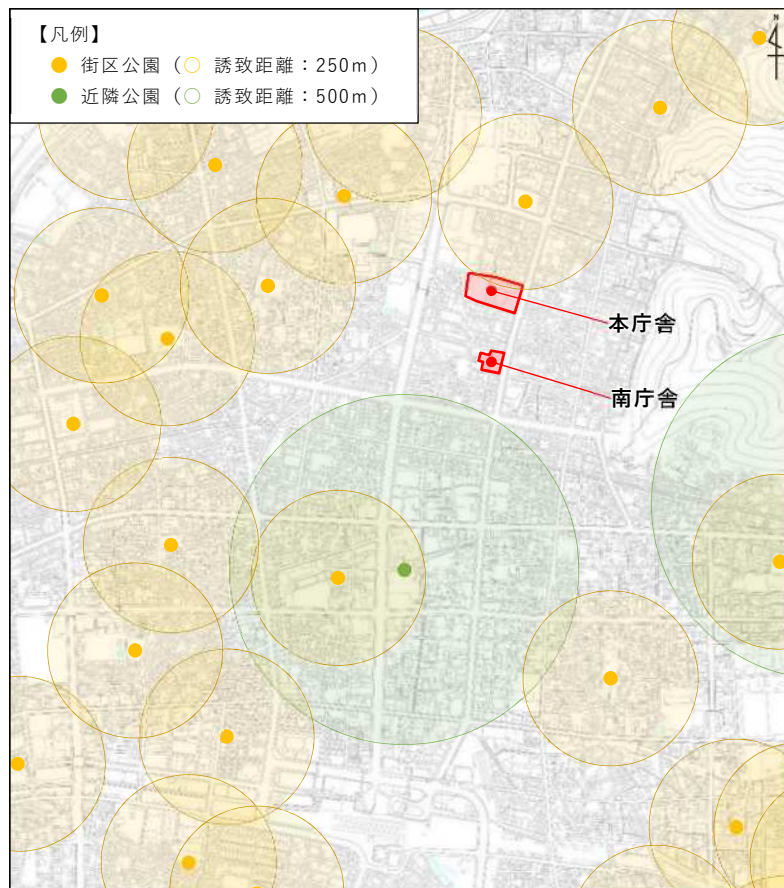 【凡例】
● 街区公園（○ 誘致距離：250m）
● 近隣公園（○ 誘致距離：500m）
N
本庁舎
南庁舎